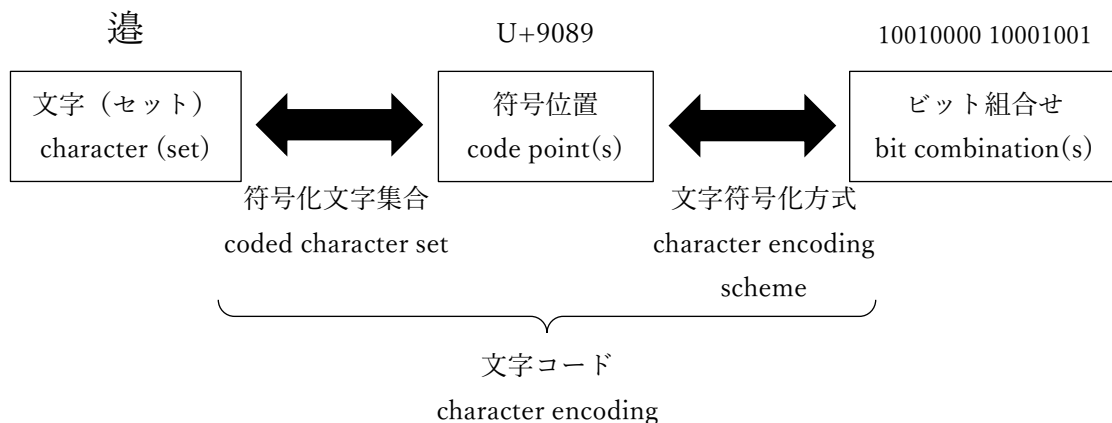 邉
U+9089
10010000 10001001
文字（セット）
character (set)
符号位置
code point(s)
ビット組合せ
bit combination(s)
符号化文字集合
coded character set
文字符号化方式
character encoding
scheme
文字コード
character encoding